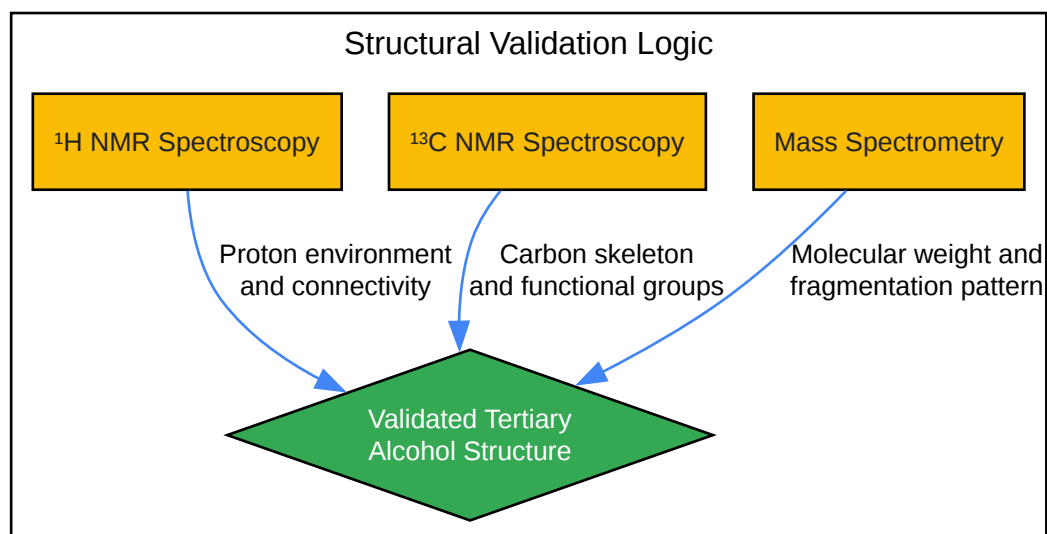 Structural Validation Logic
¹H NMR Spectroscopy
¹³C NMR Spectroscopy
Mass Spectrometry
Proton environment
and connectivity
Carbon skeleton
and functional groups
Molecular weight and
fragmentation pattern
Validated Tertiary
Alcohol Structure